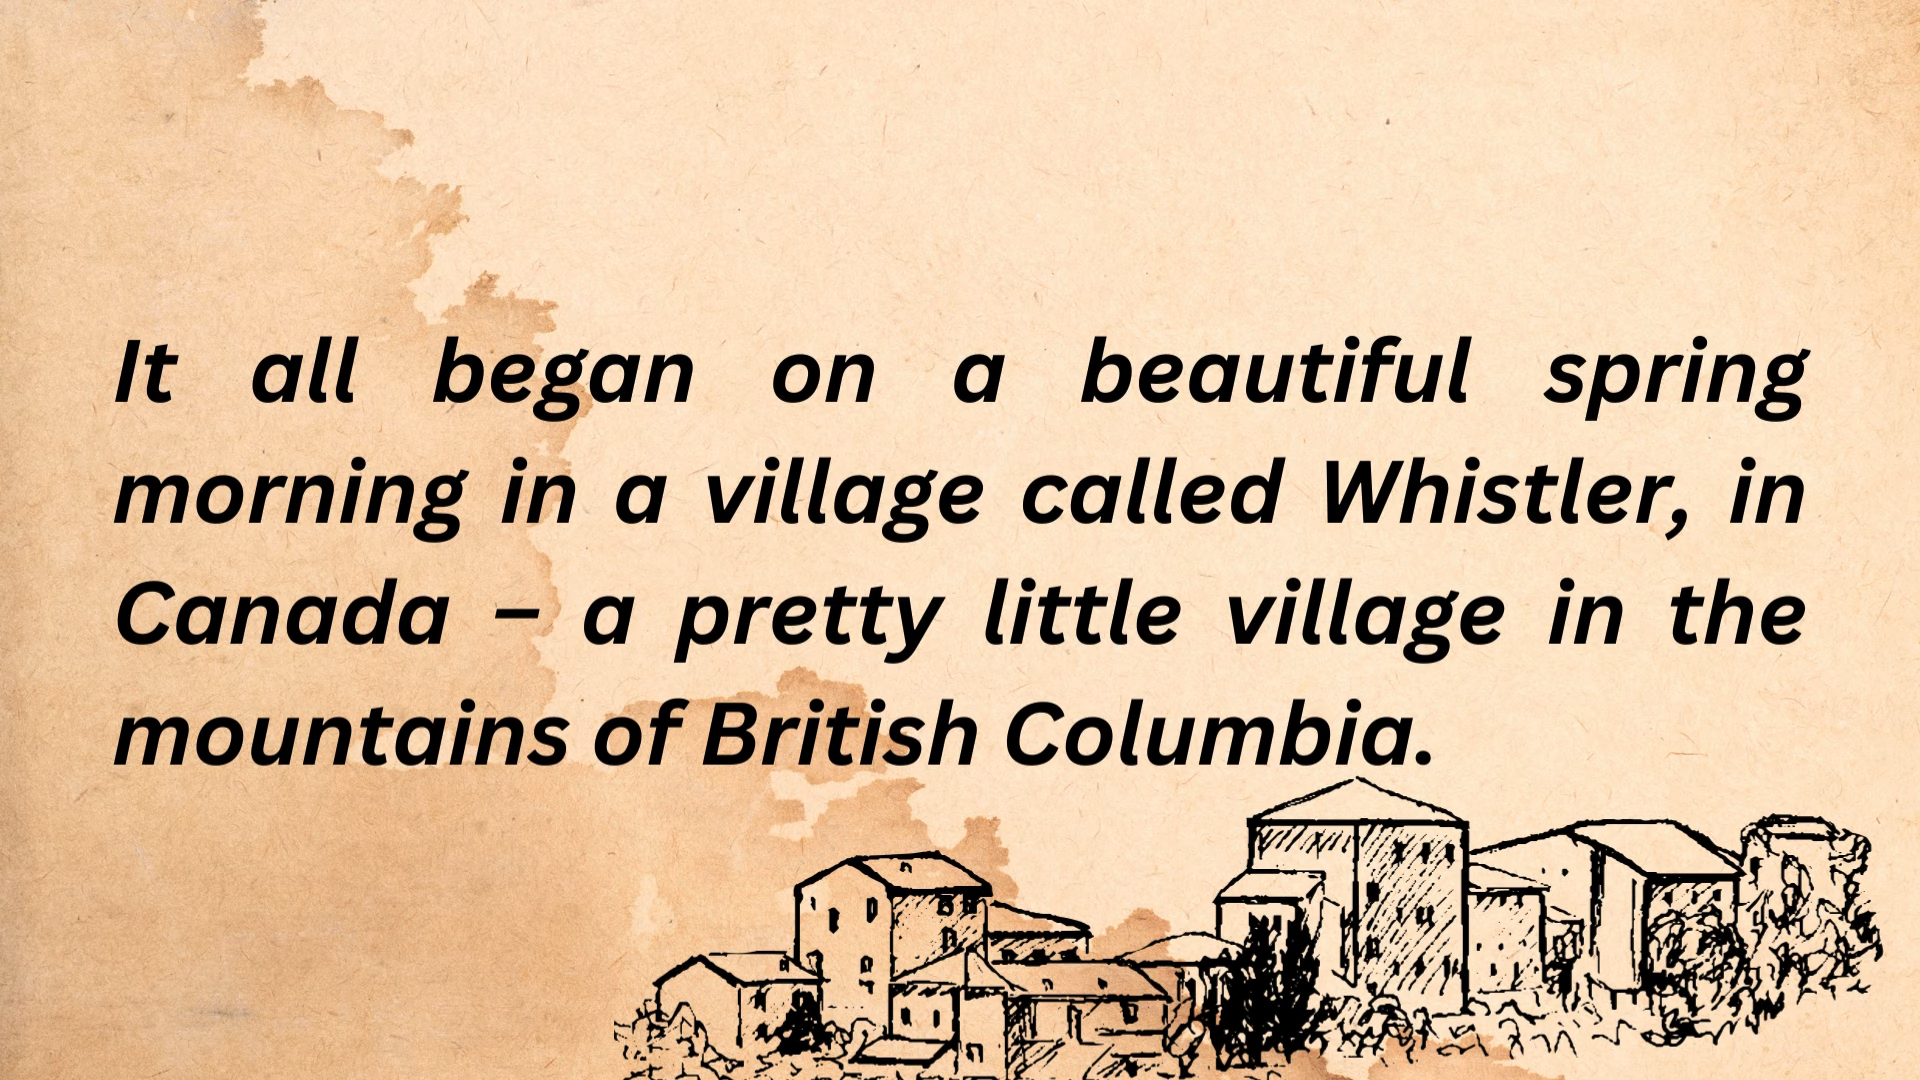 It all began on a beautiful spring
morning in a village called Whistler, in
Canada – a pretty little village in the
mountains of British Columbia.